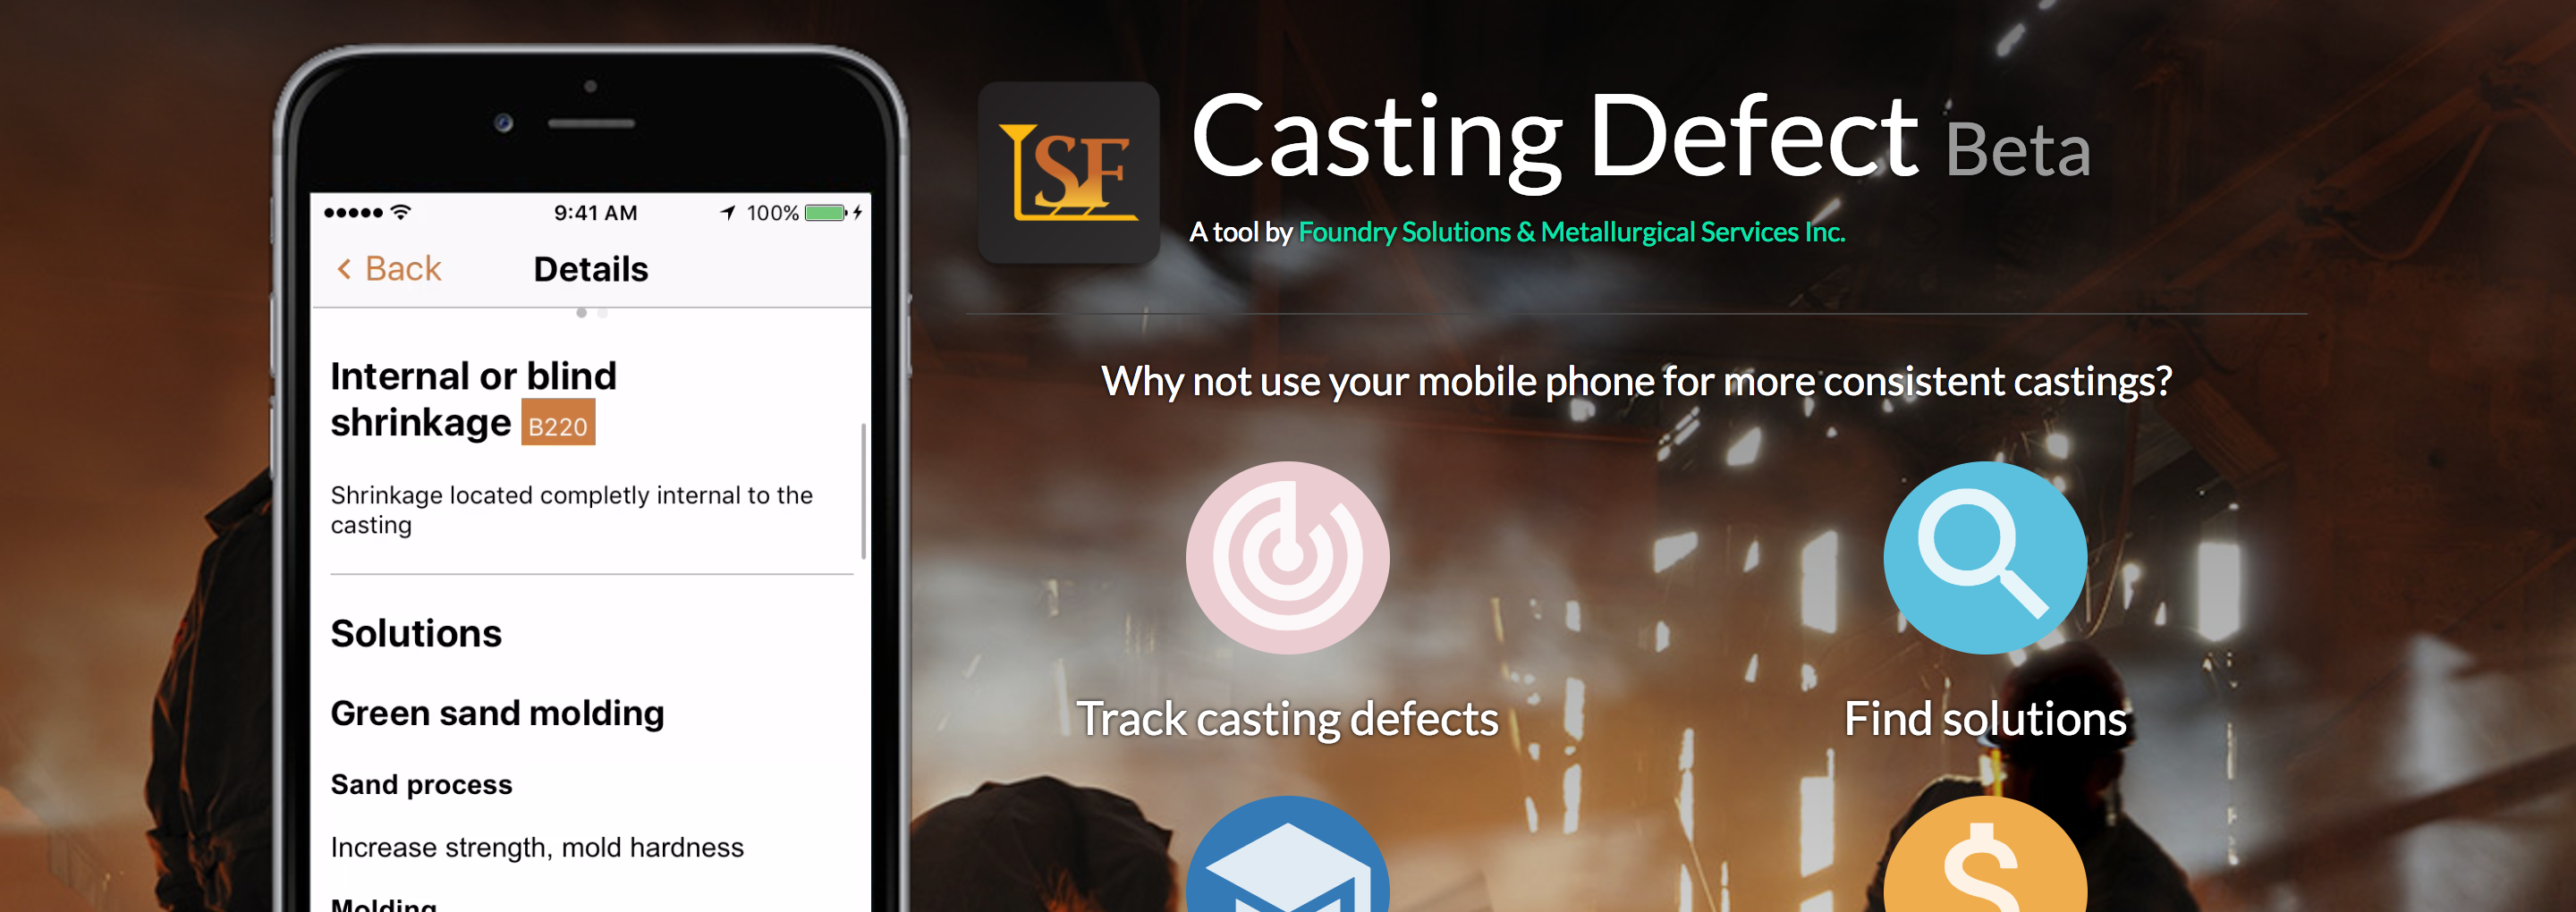 9:41 AM
100%
Back
Details
Internal or blind
shrinkage B220
Shrinkage located completly internal to the
casting
Solutions
Green sand molding
Sand process
Increase strength, mold hardness
Molding
SF
Casting Defect Beta
A tool by Foundry Solutions & Metallurgical Services Inc.
Why not use your mobile phone for more consistent castings?
Track casting defects
Find solutions
$